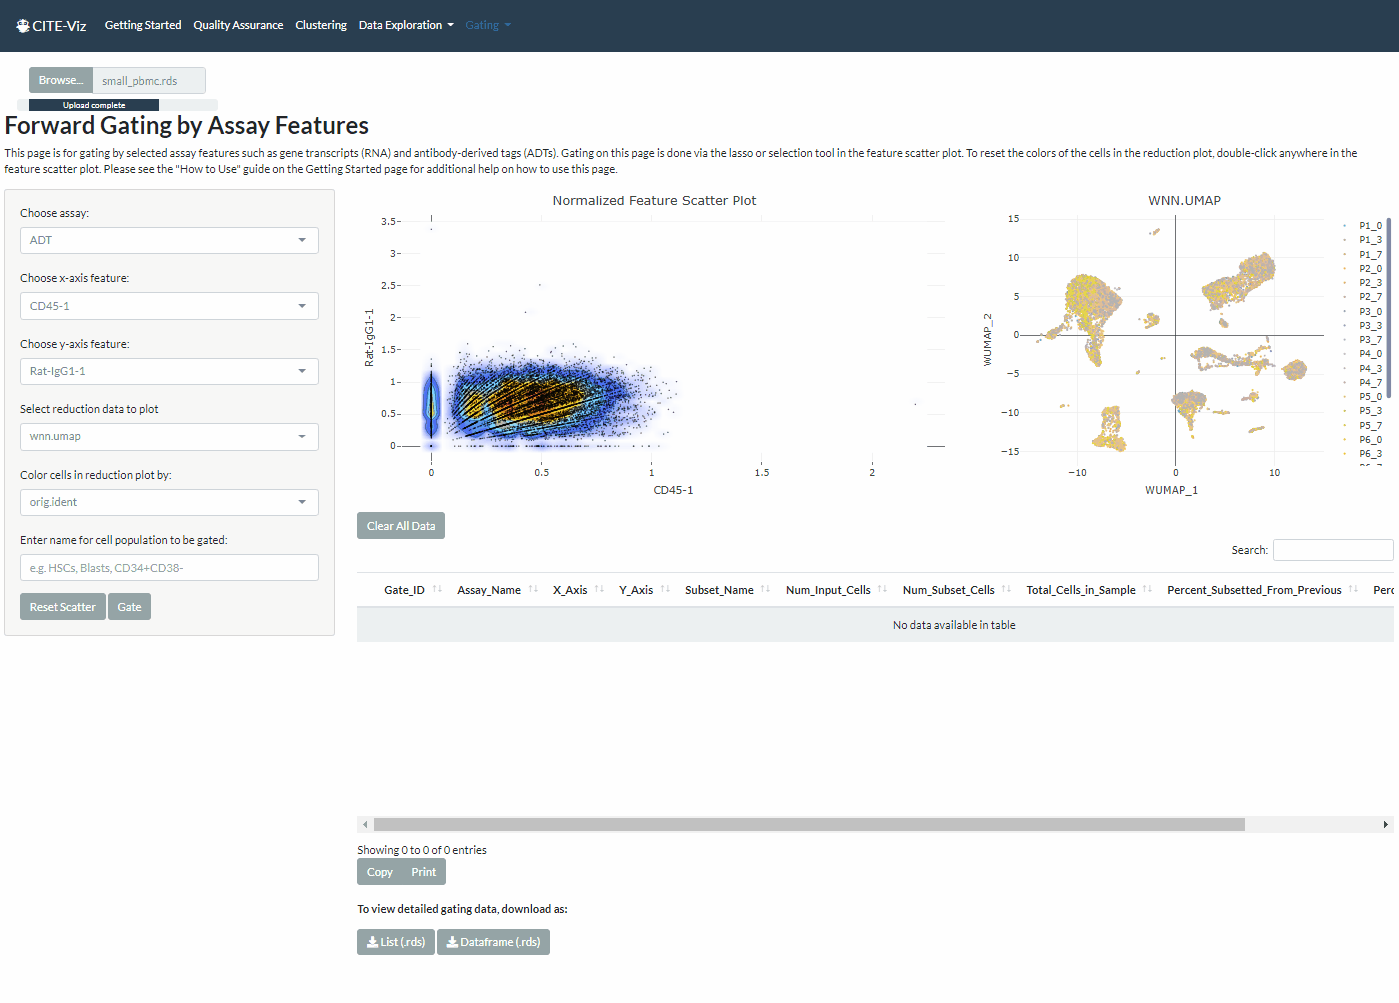 CITE-Viz Getting Started Quality Assurance Clustering Data Exploration Gating
Browse... small_pbmc.rds
Upload complete
Forward Gating by Assay Features
This page is for gating by selected assay features such as gene transcripts (RNA) and antibody-derived tags (ADTs). Gating on this page is done via the lasso or selection tool in the feature scatter plot. To reset the colors of the cells in the reduction plot, double-click anywhere in the
feature scatter plot. Please see the "How to Use" guide on the Getting Started page for additional help on how to use this page.
Choose assay:
ADT
Choose x-axis feature:
CD45-1
Choose y-axis feature:
Rat-IgG1-1
Select reduction data to plot
wnn.umap
Color cells in reduction plot by:
orig.ident
Enter name for cell population to be gated:
e.g. HSCs, Blasts, CD34+CD38-
Reset Scatter Gate
Normalized Feature Scatter Plot
3.5
3
2.5
2
1.5
1
0.5
0
Rat-IgG1-1
0 0.5 1 1.5 2
CD45-1
WNN.UMAP
15
10
5
0
−5
−10
−15
WUMAP_2
−10 0 10
WUMAP_1
P1_0
P1_3
P1_7
P2_0
P2_3
P2_7
P3_0
P3_3
P3_7
P4_0
P4_3
P4_7
P5_0
P5_3
P5_7
P6_0
P6_3
Clear All Data
Search:
Gate_ID Assay_Name X_Axis Y_Axis Subset_Name Num_Input_Cells Num_Subset_Cells Total_Cells_in_Sample Percent_Subsetted_From_Previous Perc
No data available in table
Showing 0 to 0 of 0 entries
Copy Print
To view detailed gating data, download as:
List (.rds) Dataframe (.rds)